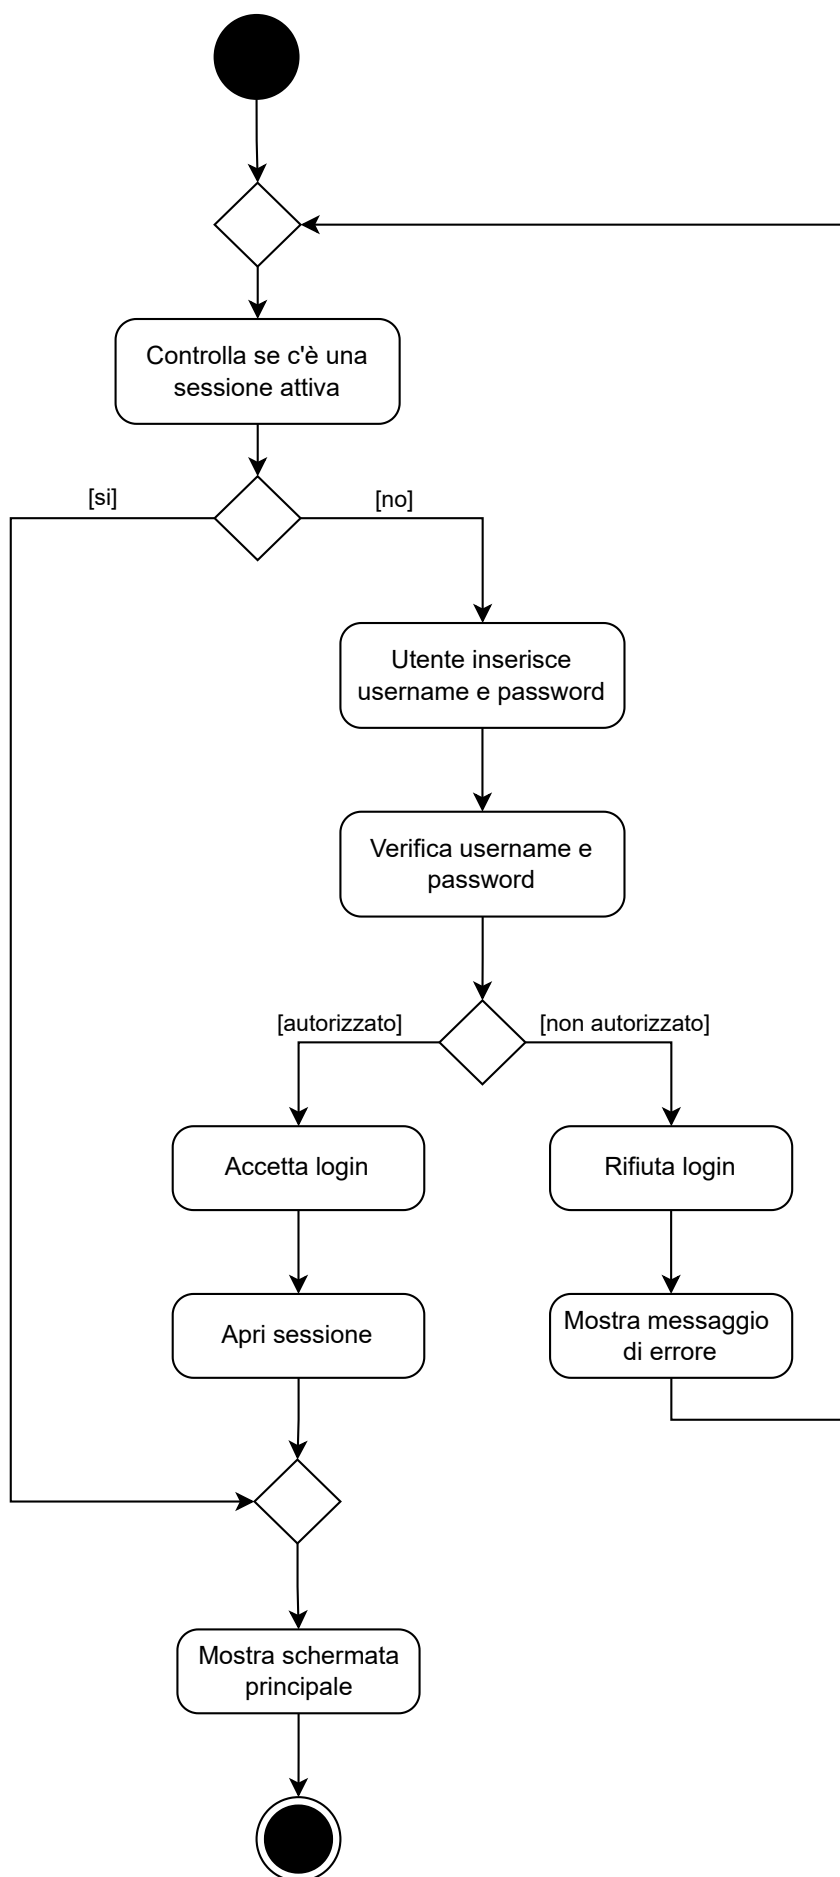 Controlla se c'è una
sessione attiva
[si]
[no]
Utente inserisce
username e password
Verifica username e
password
[autorizzato]
[non autorizzato]
Accetta login
Rifiuta login
Apri sessione
Mostra messaggio
di errore
Mostra schermata
principale